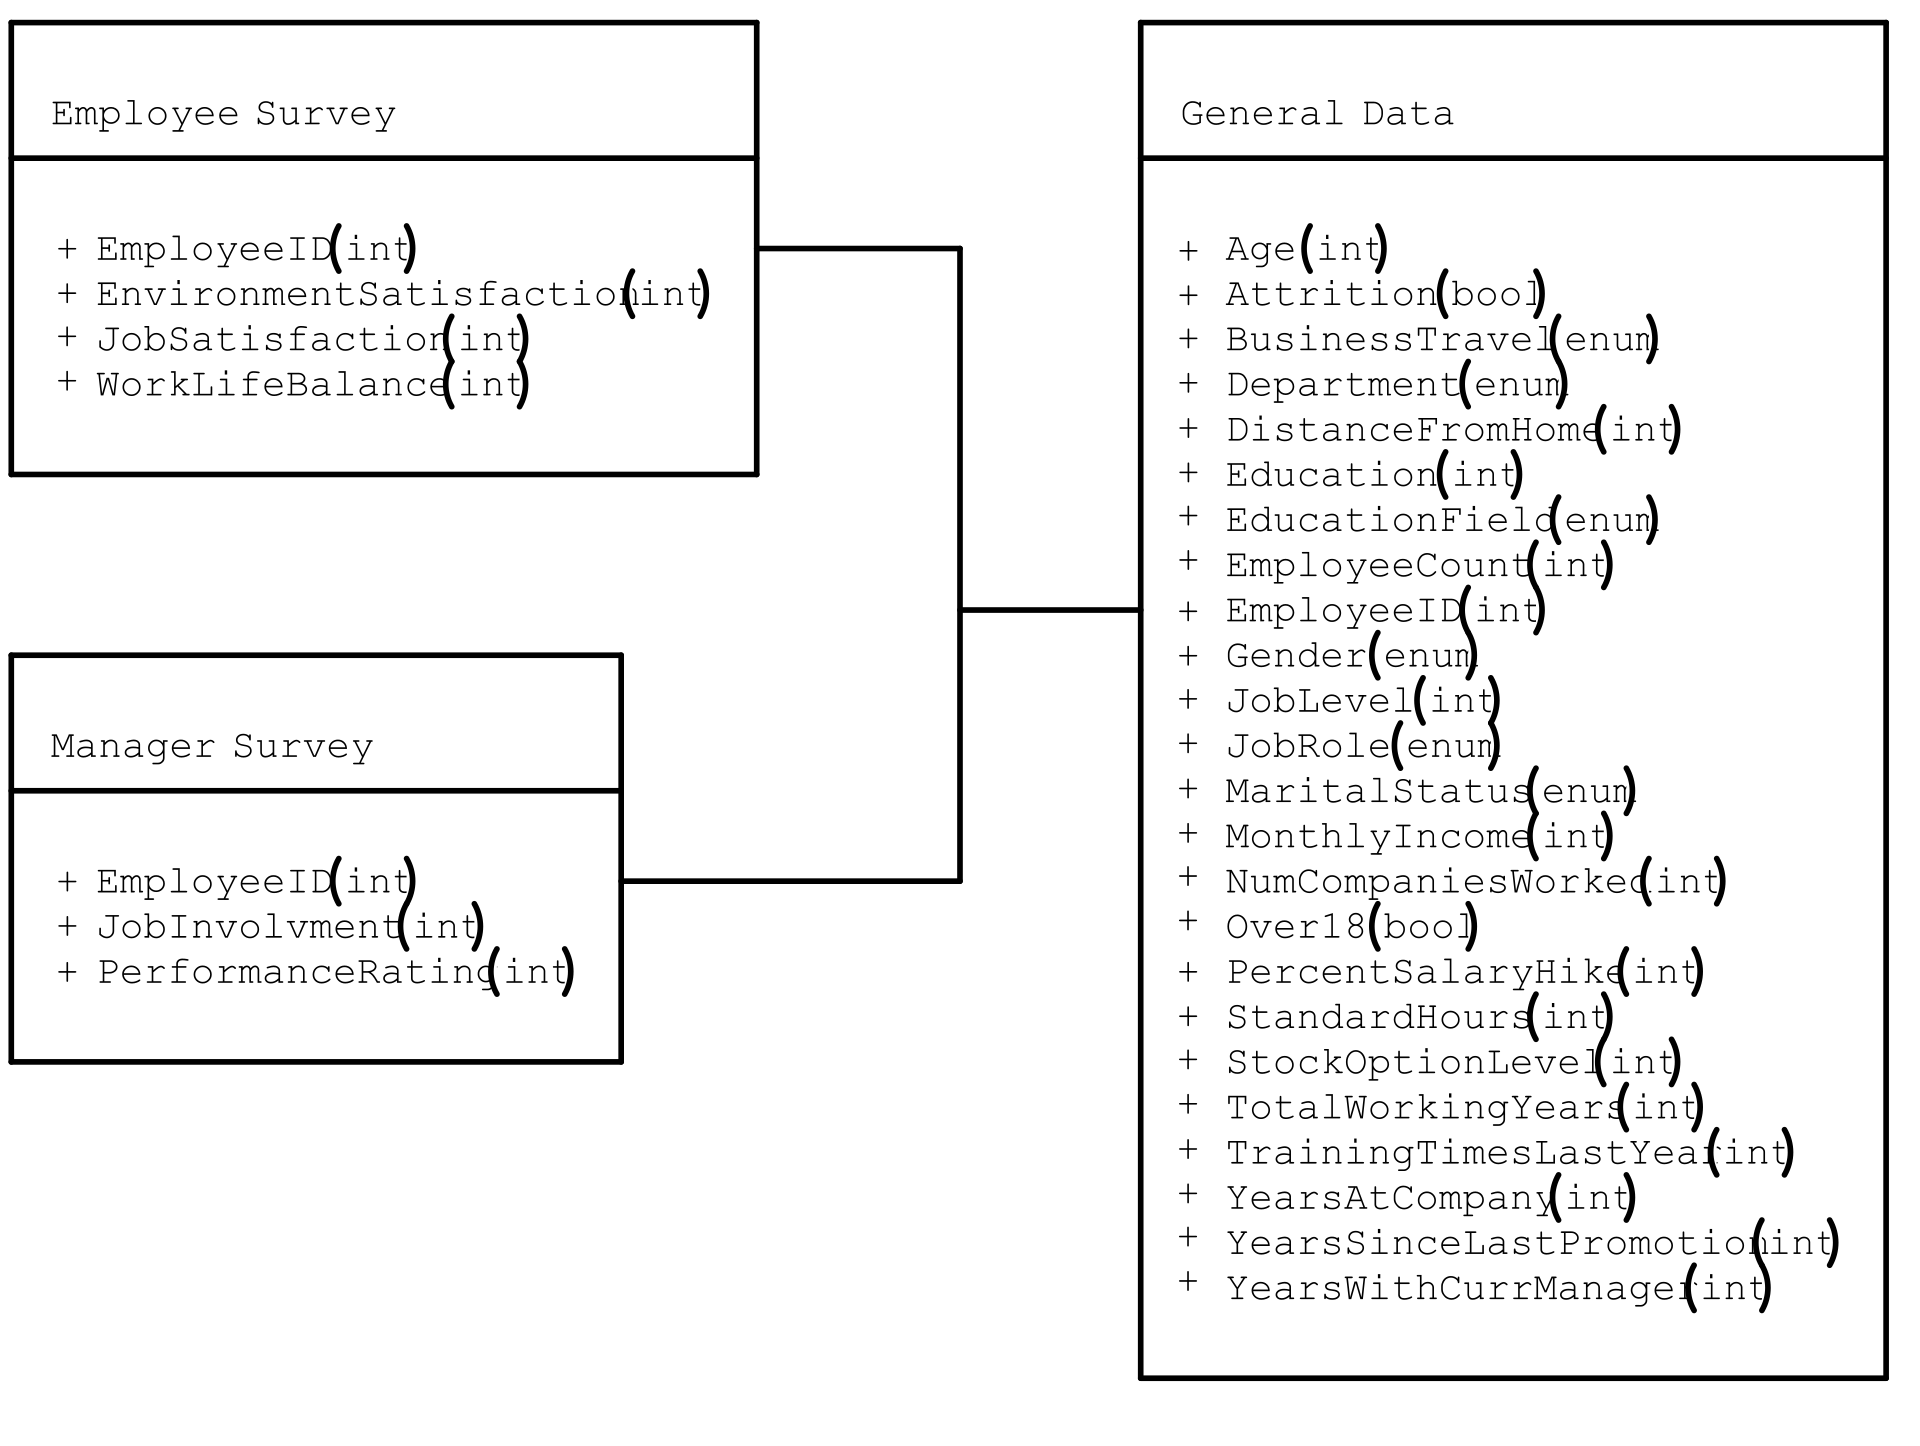 Employee Survey
+ EmployeeID(int)
+ EnvironmentSatisfaction(int)
+ JobSatisfaction(int)
+ WorkLifeBalance(int)
Manager Survey
+ EmployeeID(int)
+ JobInvolvment(int)
+ PerformanceRating(int)
General Data
+ Age(int)
+ Attrition(bool)
+ BusinessTravel(enum)
+ Department(enum)
+ DistanceFromHome(int)
+ Education(int)
+ EducationField(enum)
+ EmployeeCount(int)
+ EmployeeID(int)
+ Gender(enum)
+ JobLevel(int)
+ JobRole(enum)
+ MaritalStatus(enum)
+ MonthlyIncome(int)
+ NumCompaniesWorked(int)
+ Over18(bool)
+ PercentSalaryHike(int)
+ StandardHours(int)
+ StockOptionLevel(int)
+ TotalWorkingYears(int)
+ TrainingTimesLastYear(int)
+ YearsAtCompany(int)
+ YearsSinceLastPromotion(int)
+ YearsWithCurrManager(int)